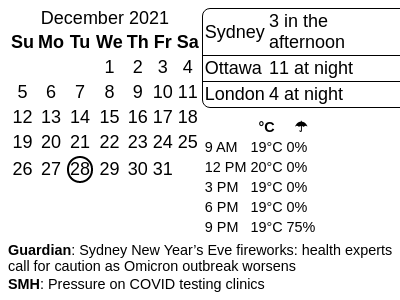 December 2021
Su Mo Tu We Th Fr Sa
1 2 3 4
5 6 7 8 9 10 11
12 13 14 15 16 17 18
19 20 21 22 23 24 25
26 27 28 29 30 31
Sydney 3 in the
afternoon
Ottawa 11 at night
London 4 at night
°C ☂
9 AM 19°C 0%
12 PM 20°C 0%
3 PM 19°C 0%
6 PM 19°C 0%
9 PM 19°C 75%
Guardian: Sydney New Year’s Eve fireworks: health experts
call for caution as Omicron outbreak worsens
SMH: Pressure on COVID testing clinics